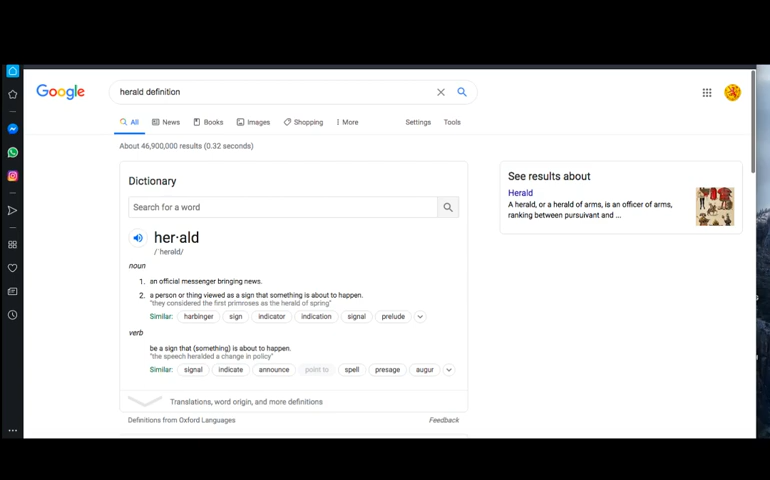 Google
herald definition
All
News
Books
Images
Shopping
More
Settings
Tools
About 46,900,000 results (0.32 seconds)
Dictionary
Search for a word
her·ald
/ˈherəld/
noun
1. an official messenger bringing news.
2. a person or thing viewed as a sign that something is about to happen.
"they considered the first primroses as the herald of spring"
Similar: harbinger sign indicator indication signal prelude
verb
be a sign that (something) is about to happen.
"the speech heralded a change in policy"
Similar: signal indicate announce point to spell presage augur
Translations, word origin, and more definitions
Definitions from Oxford Languages
Feedback
See results about
Herald
A herald, or a herald of arms, is an officer of arms,
ranking between pursuivant and ...